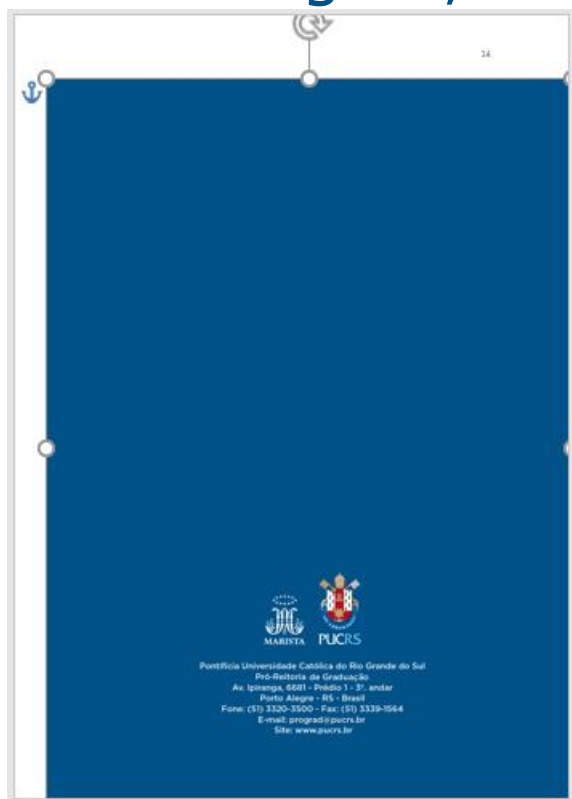 14
MARISTA PUCRS
Pontifícia Universidade Católica do Rio Grande do Sul
Pró-Reitoria de Graduação
Av. Ipiranga, 6681 - Prédio 1 - 3º. andar
Porto Alegre - RS - Brasil
Fone: (51) 3320-3500 - Fax: (51) 3339-1564
E-mail: prograd@pucrs.br
Site: www.pucrs.br